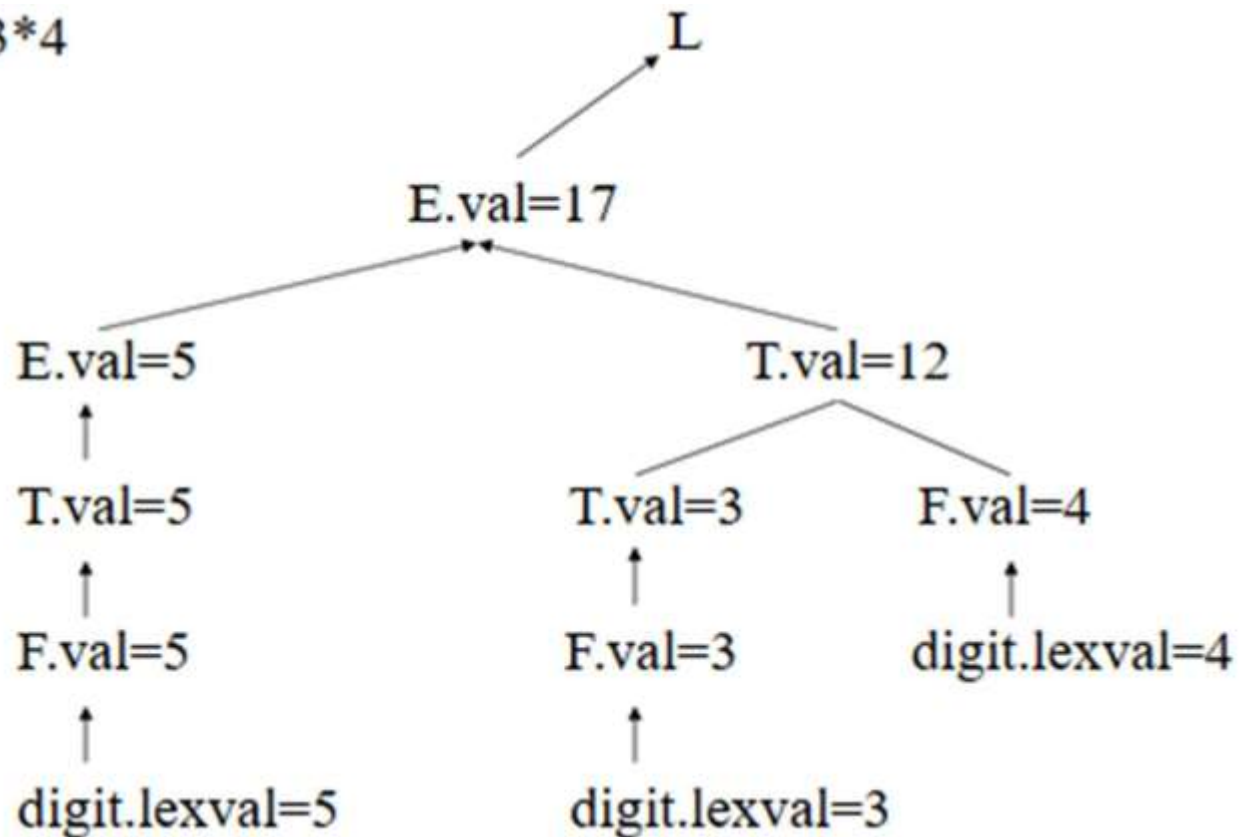 3*4
L
E.val=17
E.val=5 T.val=12
T.val=5 T.val=3 F.val=4
F.val=5 F.val=3 digit.lexval=4
digit.lexval=5 digit.lexval=3